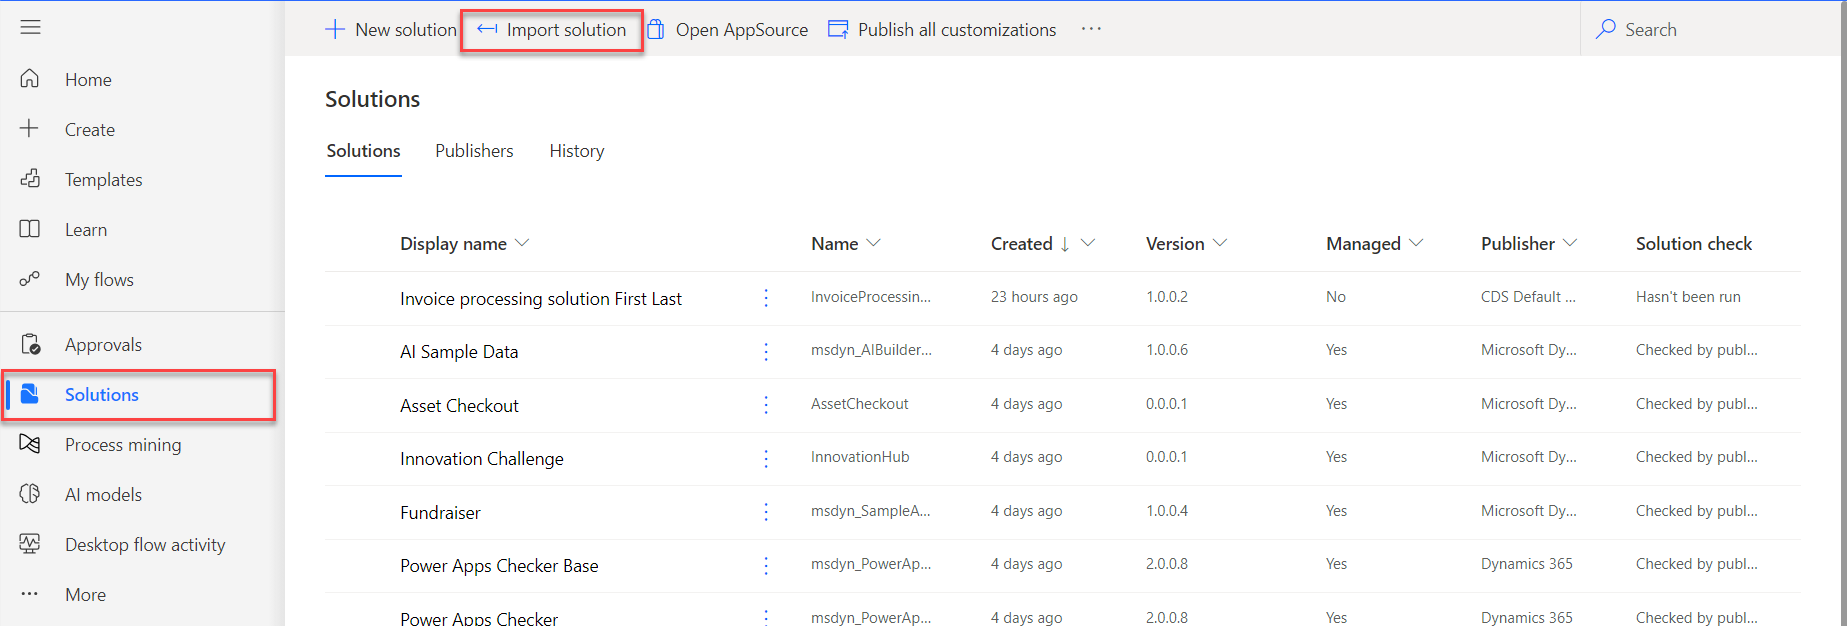 New solution Import solution Open AppSource Publish all customizations ··· Search
Home
Create
Templates
Learn
My flows
Approvals
Solutions
Process mining
AI models
Desktop flow activity
More
Solutions
Solutions Publishers History
Display name Name Created ↓ Version Managed Publisher Solution check
Invoice processing solution First Last InvoiceProcessin... 23 hours ago 1.0.0.2 No CDS Default ... Hasn't been run
AI Sample Data msdyn_AIBuilder... 4 days ago 1.0.0.6 Yes Microsoft Dy... Checked by publ...
Asset Checkout AssetCheckout 4 days ago 0.0.0.1 Yes Microsoft Dy... Checked by publ...
Innovation Challenge InnovationHub 4 days ago 0.0.0.1 Yes Microsoft Dy... Checked by publ...
Fundraiser msdyn_SampleA... 4 days ago 1.0.0.4 Yes Microsoft Dy... Checked by publ...
Power Apps Checker Base msdyn_PowerAp... 4 days ago 2.0.0.8 Yes Dynamics 365 Checked by publ...
Power Apps Checker msdyn_PowerAp... 4 days ago 2.0.0.8 Yes Dynamics 365 Checked by publ...